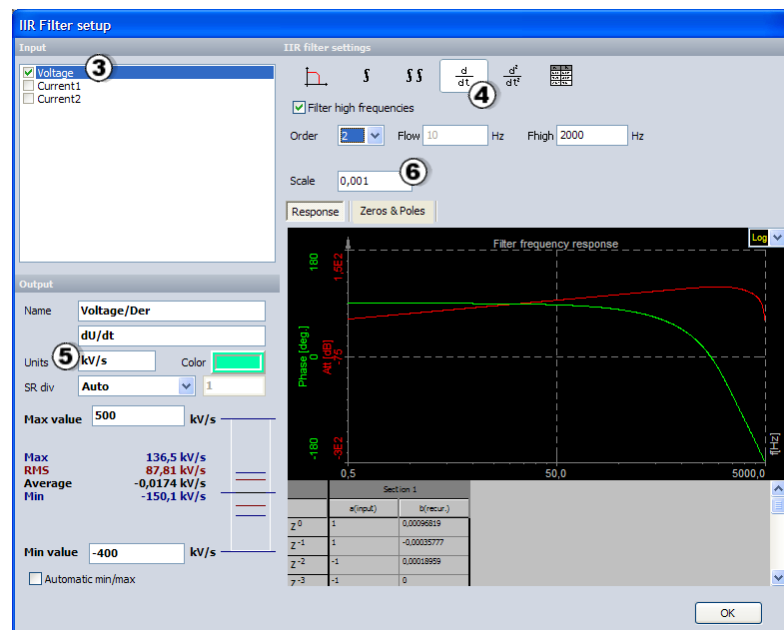 IIR Filter setup
Input
Voltage
3
Current1
Current2
IIR filter settings
∫ ∫∫ d/dt d²/dt²
4
Filter high frequencies
Order 2 Flow 10 Hz Fhigh 2000 Hz
Scale 0,001
6
Response Zeros & Poles
Log
Filter frequency response
180 1,5E2
Phase [deg.] 0
Att [dB] -75
-180 -3E2
f[Hz]
0,5 50,0 5000,0
Section 1
a(input) b(recur.)
z0 1 0,00096819
z-1 1 -0,00035777
z-2 -1 0,00018959
z-3 -1 0
Output
Name Voltage/Der
dU/dt
Units 5 kV/s Color
SR div Auto 1
Max value 500 kV/s
Max 136,5 kV/s
RMS 87,81 kV/s
Average -0,0174 kV/s
Min -150,1 kV/s
Min value -400 kV/s
Automatic min/max
OK